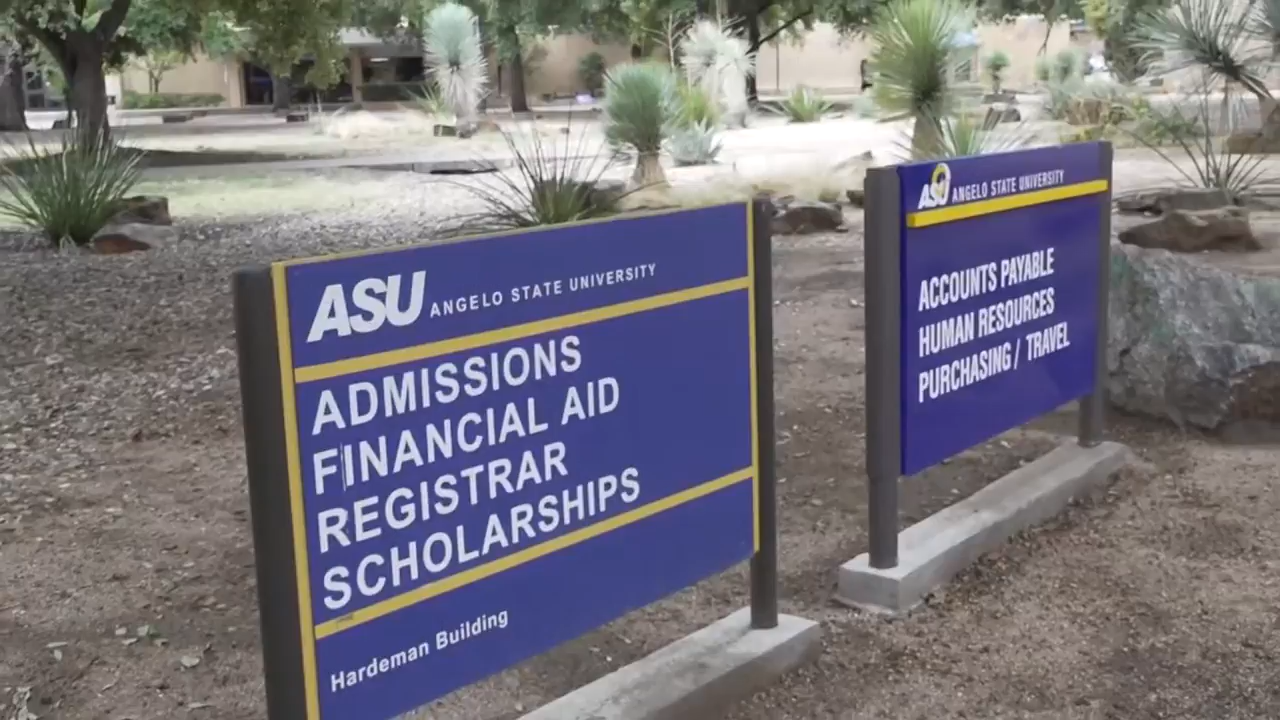 ASU ANGELO STATE UNIVERSITY
ADMISSIONS
FINANCIAL AID
REGISTRAR
SCHOLARSHIPS
Hardeman Building
ASU ANGELO STATE UNIVERSITY
ACCOUNTS PAYABLE
HUMAN RESOURCES
PURCHASING / TRAVEL